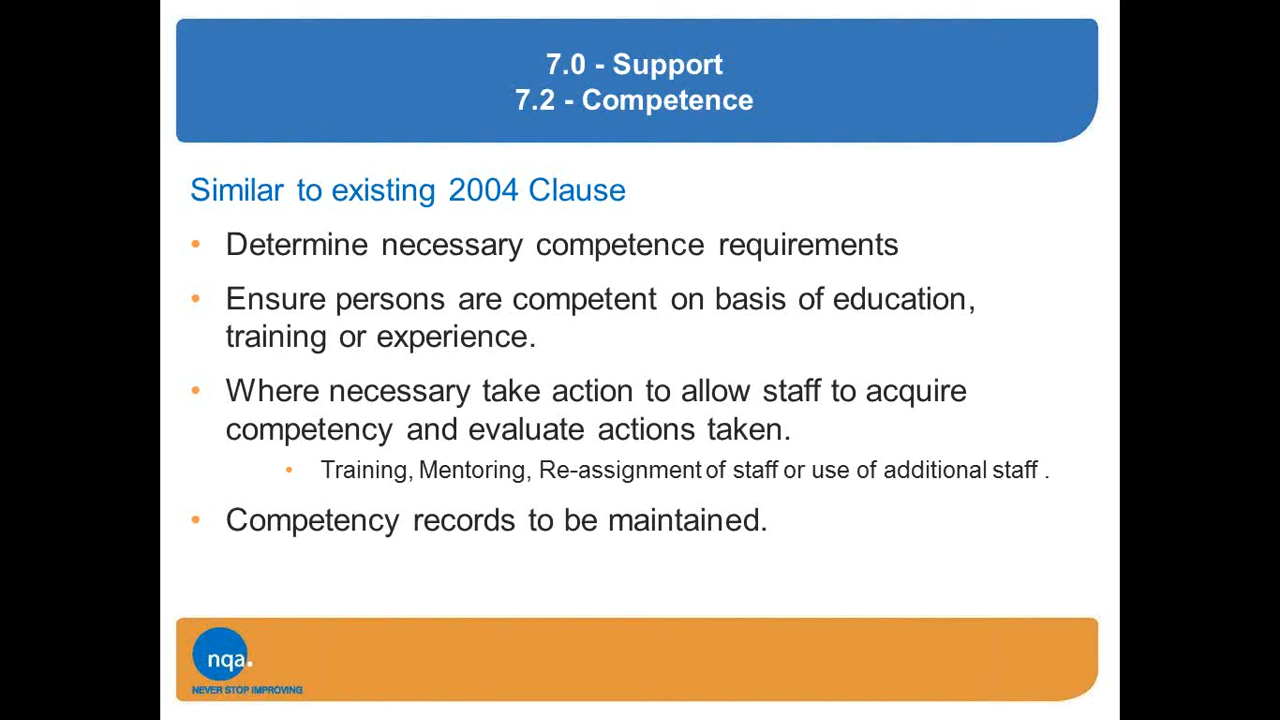 7.0 - Support
7.2 - Competence
Similar to existing 2004 Clause
• Determine necessary competence requirements
• Ensure persons are competent on basis of education,
training or experience.
• Where necessary take action to allow staff to acquire
competency and evaluate actions taken.
• Training, Mentoring, Re-assignment of staff or use of additional staff .
• Competency records to be maintained.
nqa.
NEVER STOP IMPROVING